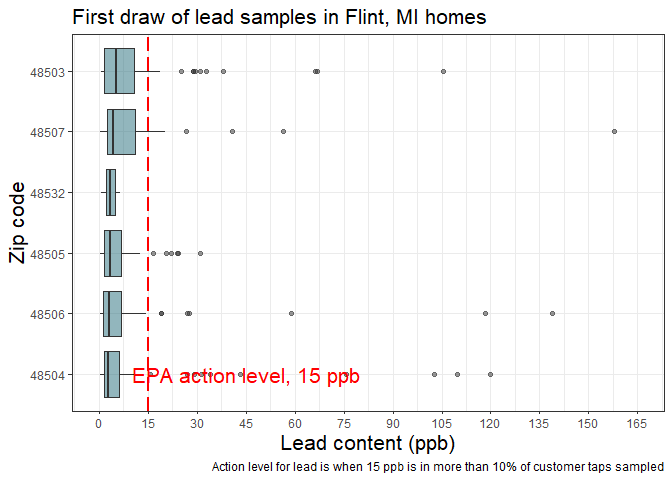 First draw of lead samples in Flint, MI homes
Zip code
48503
48507
48532
48505
48506
48504
EPA action level, 15 ppb
0 15 30 45 60 75 90 105 120 135 150 165
Lead content (ppb)
Action level for lead is when 15 ppb is in more than 10% of customer taps sampled